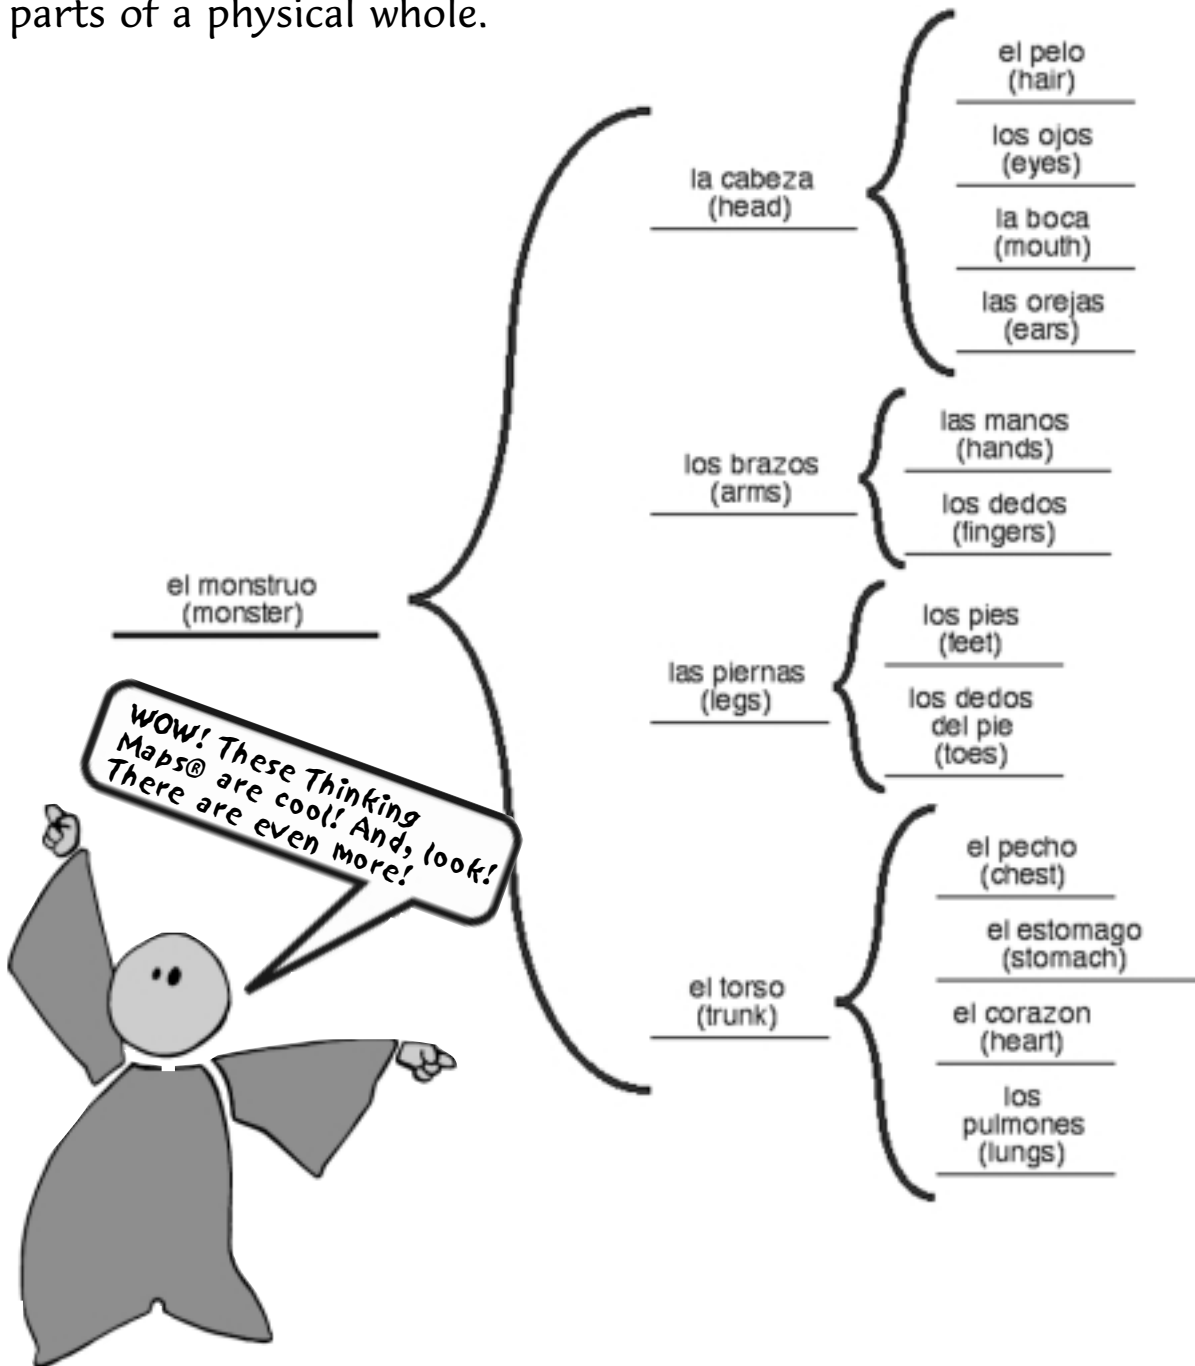 parts of a physical whole.
el pelo
(hair)
los ojos
(eyes)
la cabeza
(head)
la boca
(mouth)
las orejas
(ears)
las manos
(hands)
los brazos
(arms)
los dedos
(fingers)
el monstruo
(monster)
los pies
(feet)
las piernas
(legs)
los dedos
del pie
(toes)
WOW! These Thinking
Maps® are cool! And, look!
There are even more!
el pecho
(chest)
el estomago
(stomach)
el torso
(trunk)
el corazon
(heart)
los
pulmones
(lungs)